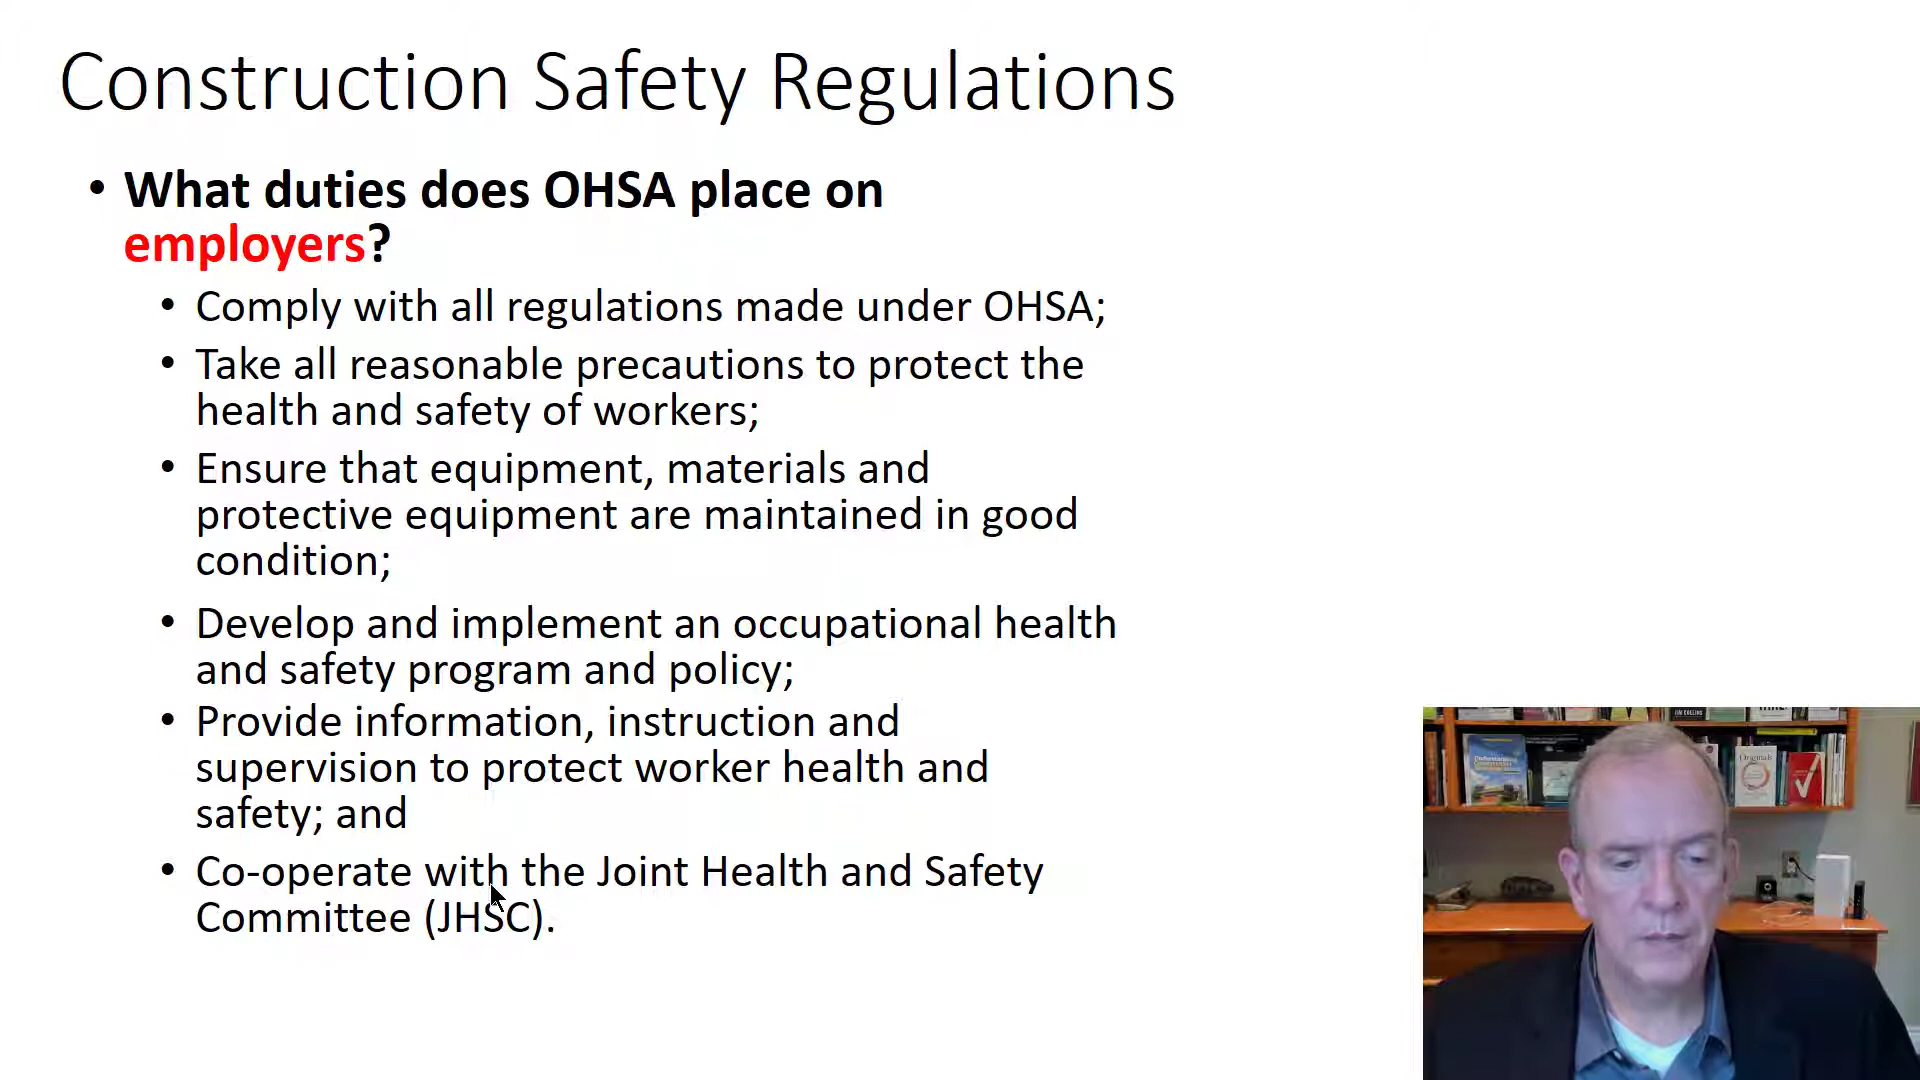 Construction Safety Regulations
• What duties does OHSA place on
employers?
• Comply with all regulations made under OHSA;
• Take all reasonable precautions to protect the
health and safety of workers;
• Ensure that equipment, materials and
protective equipment are maintained in good
condition;
• Develop and implement an occupational health
and safety program and policy;
• Provide information, instruction and
supervision to protect worker health and
safety; and
• Co-operate with the Joint Health and Safety
Committee (JHSC).
JIM COLLINS
Originals